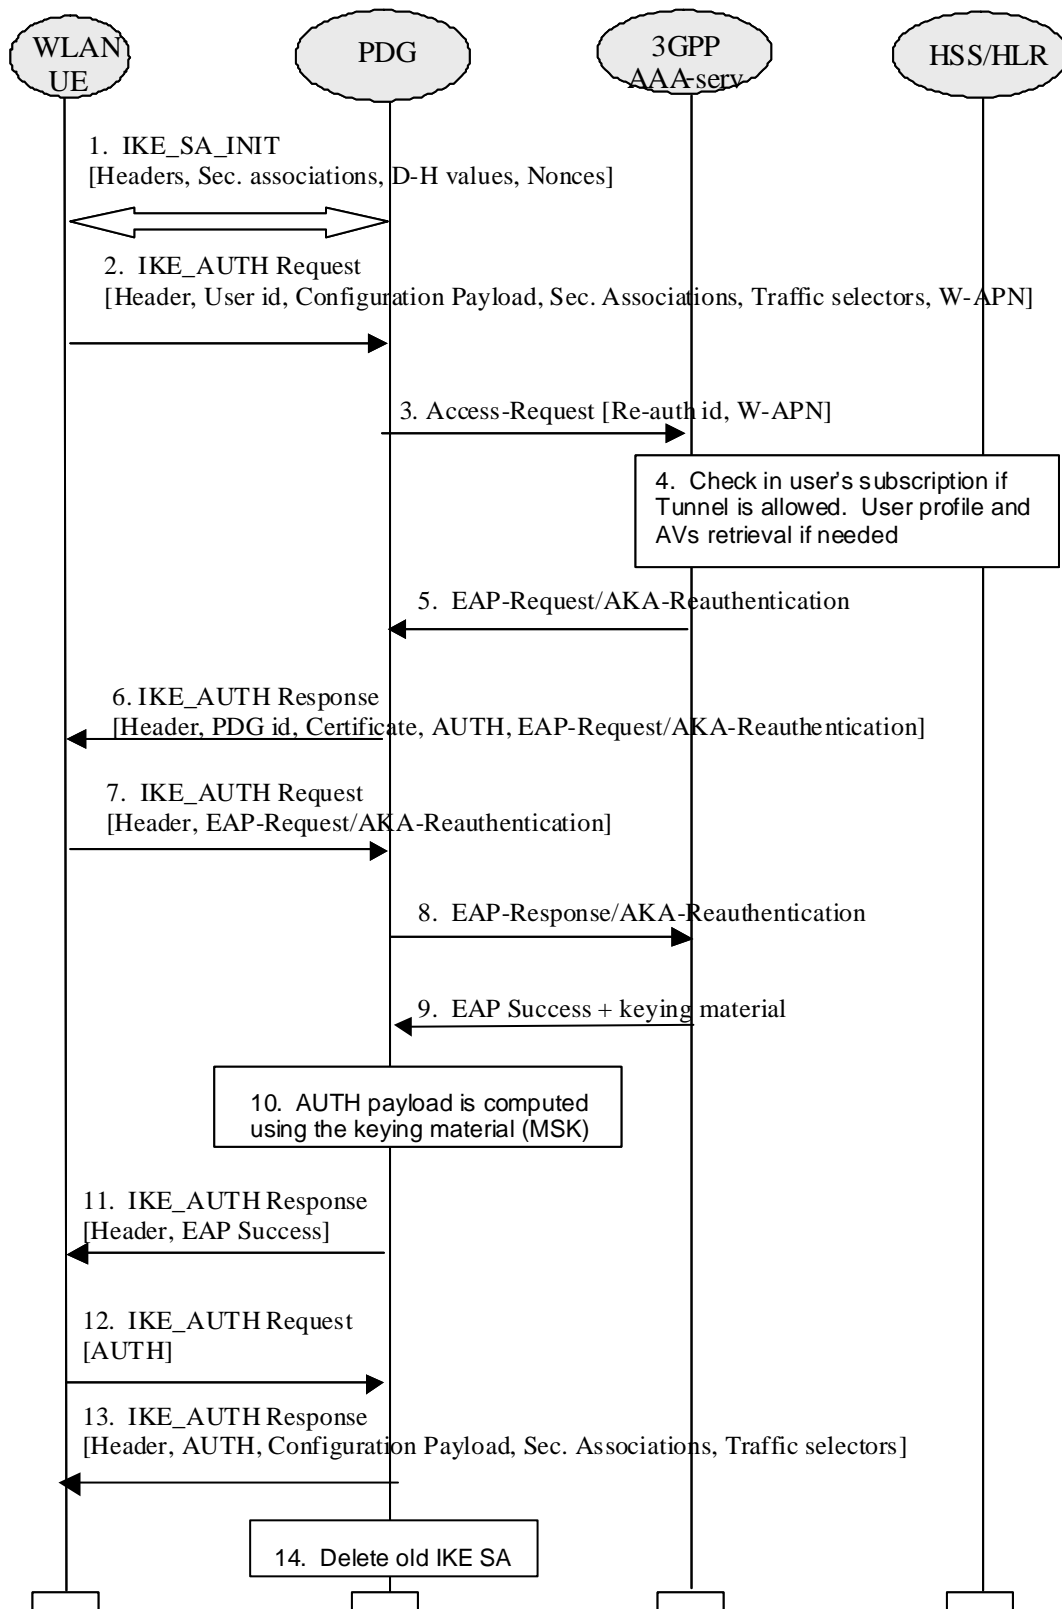 WLAN
UE
PDG
3GPP
AAA-serv
HSS/HLR
1. IKE_SA_INIT
[Headers, Sec. associations, D-H values, Nonces]
2. IKE_AUTH Request
[Header, User id, Configuration Payload, Sec. Associations, Traffic selectors, W-APN]
3. Access-Request [Re-auth id, W-APN]
4. Check in user's subscription if
Tunnel is allowed. User profile and
AVs retrieval if needed
5. EAP-Request/AKA-Reauthentication
6. IKE_AUTH Response
[Header, PDG id, Certificate, AUTH, EAP-Request/AKA-Reauthentication]
7. IKE_AUTH Request
[Header, EAP-Request/AKA-Reauthentication]
8. EAP-Response/AKA-Reauthentication
9. EAP Success + keying material
10. AUTH payload is computed
using the keying material (MSK)
11. IKE_AUTH Response
[Header, EAP Success]
12. IKE_AUTH Request
[AUTH]
13. IKE_AUTH Response
[Header, AUTH, Configuration Payload, Sec. Associations, Traffic selectors]
14. Delete old IKE SA